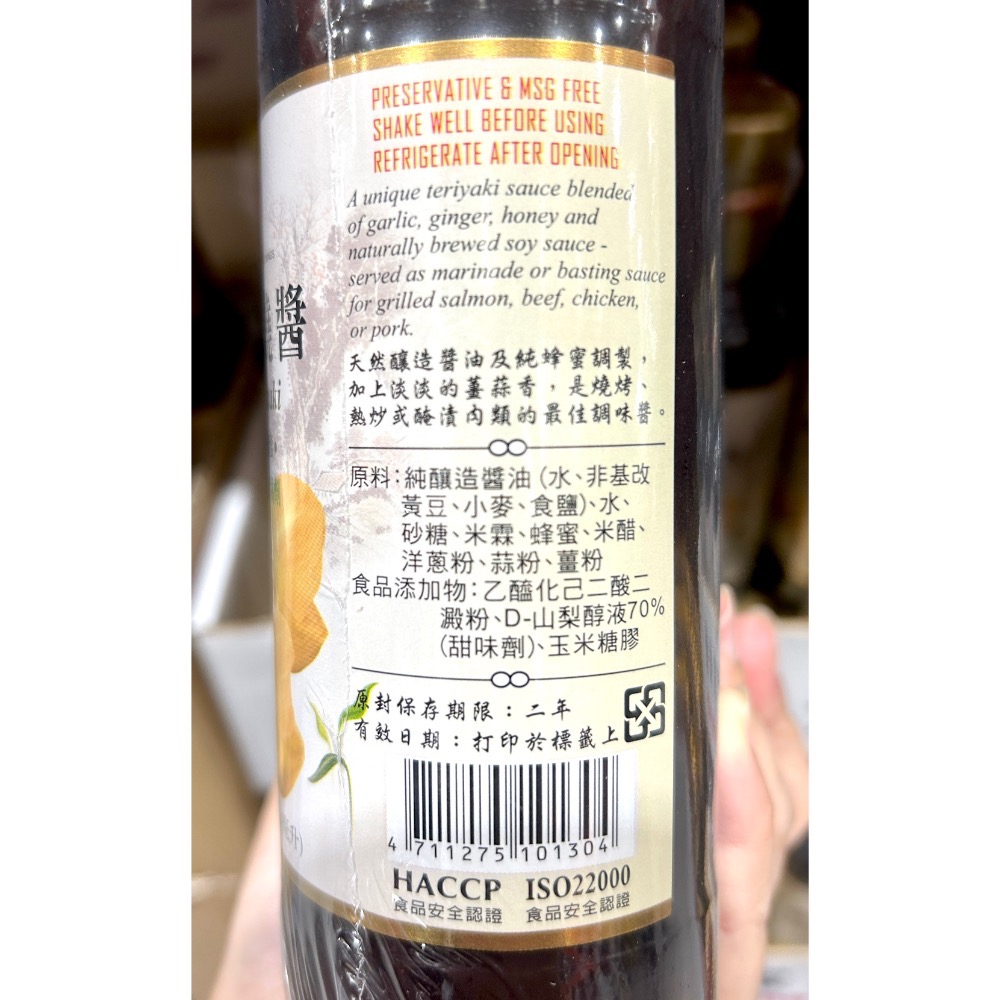 PRESERVATIVE & MSG FREE
SHAKE WELL BEFORE USING
REFRIGERATE AFTER OPENING
A unique teriyaki sauce blended
of garlic, ginger, honey and
naturally brewed soy sauce -
served as marinade or basting sauce
for grilled salmon, beef, chicken,
or pork.
醬
天然釀造醬油及純蜂蜜調製，
加上淡淡的薑蒜香，是燒烤、
熱炒或醃漬肉類的最佳調味醬。
原料：純釀造醬油（水、非基改
黃豆、小麥、食鹽）、水、
砂糖、米霖、蜂蜜、米醋、
洋蔥粉、蒜粉、薑粉
食品添加物：乙醯化己二酸二
澱粉、D-山梨醇液70%
（甜味劑）、玉米糖膠
原封保存期限：二年
有效日期：打印於標籤上
4 711275 101304
HACCP ISO22000
食品安全認證 食品安全認證